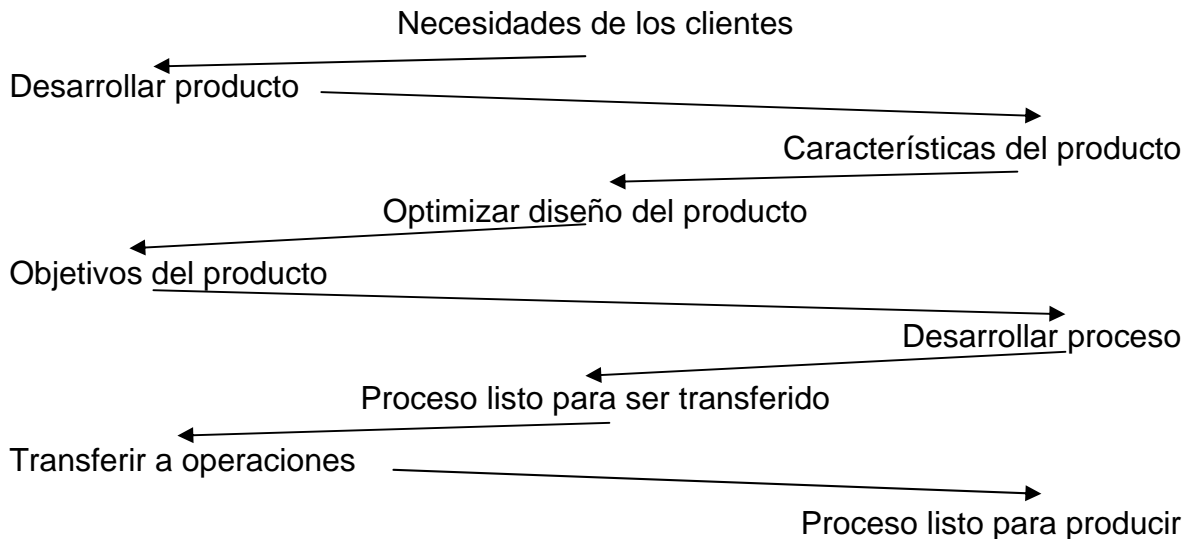 Necesidades de los clientes
Desarrollar producto
Características del producto
Optimizar diseño del producto
Objetivos del producto
Desarrollar proceso
Proceso listo para ser transferido
Transferir a operaciones
Proceso listo para producir